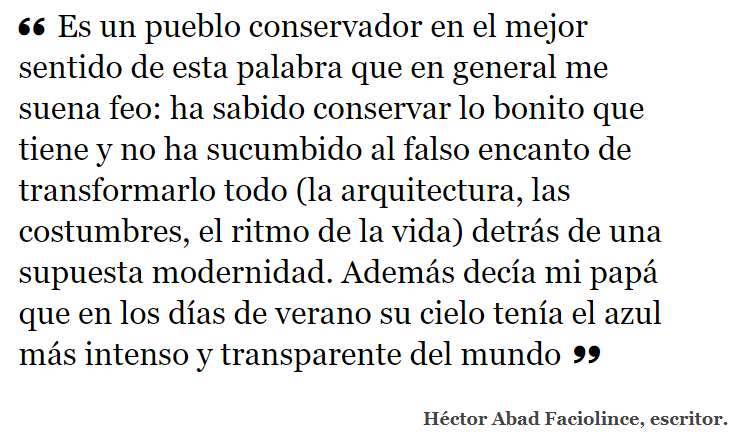 “ Es un pueblo conservador en el mejor
sentido de esta palabra que en general me
suena feo: ha sabido conservar lo bonito que
tiene y no ha sucumbido al falso encanto de
transformarlo todo (la arquitectura, las
costumbres, el ritmo de la vida) detrás de una
supuesta modernidad. Además decía mi papá
que en los días de verano su cielo tenía el azul
más intenso y transparente del mundo ”
Héctor Abad Faciolince, escritor.